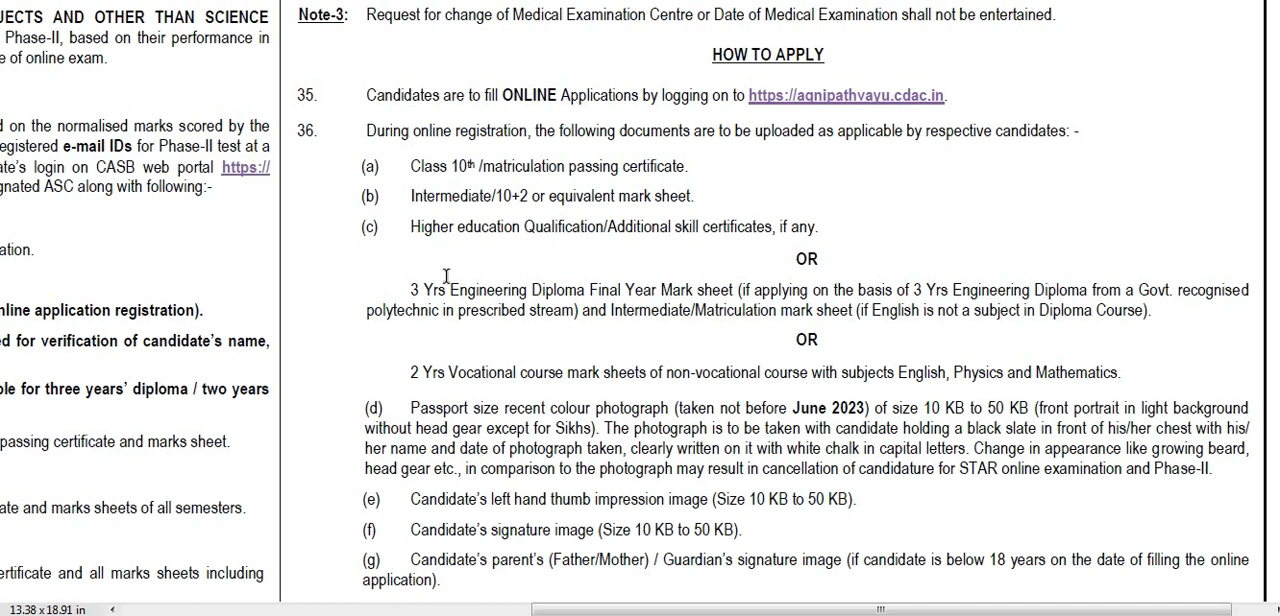 JECTS AND OTHER THAN SCIENCE
Phase-II, based on their performance in
e of online exam.
d on the normalised marks scored by the
egistered e-mail IDs for Phase-II test at a
ate's login on CASB web portal https://
gnated ASC along with following:-
ation.
nline application registration).
ed for verification of candidate's name,
ble for three years' diploma / two years
passing certificate and marks sheet.
ate and marks sheets of all semesters.
ertificate and all marks sheets including
Note-3: Request for change of Medical Examination Centre or Date of Medical Examination shall not be entertained.
HOW TO APPLY
35. Candidates are to fill ONLINE Applications by logging on to https://agnipathvayu.cdac.in.
36. During online registration, the following documents are to be uploaded as applicable by respective candidates: -
(a) Class 10th /matriculation passing certificate.
(b) Intermediate/10+2 or equivalent mark sheet.
(c) Higher education Qualification/Additional skill certificates, if any.
OR
3 Yrs Engineering Diploma Final Year Mark sheet (if applying on the basis of 3 Yrs Engineering Diploma from a Govt. recognised
polytechnic in prescribed stream) and Intermediate/Matriculation mark sheet (if English is not a subject in Diploma Course).
OR
2 Yrs Vocational course mark sheets of non-vocational course with subjects English, Physics and Mathematics.
(d) Passport size recent colour photograph (taken not before June 2023) of size 10 KB to 50 KB (front portrait in light background
without head gear except for Sikhs). The photograph is to be taken with candidate holding a black slate in front of his/her chest with his/
her name and date of photograph taken, clearly written on it with white chalk in capital letters. Change in appearance like growing beard,
head gear etc., in comparison to the photograph may result in cancellation of candidature for STAR online examination and Phase-II.
(e) Candidate's left hand thumb impression image (Size 10 KB to 50 KB).
(f) Candidate's signature image (Size 10 KB to 50 KB).
(g) Candidate's parent's (Father/Mother) / Guardian's signature image (if candidate is below 18 years on the date of filling the online
application).
13.38 x 18.91 in